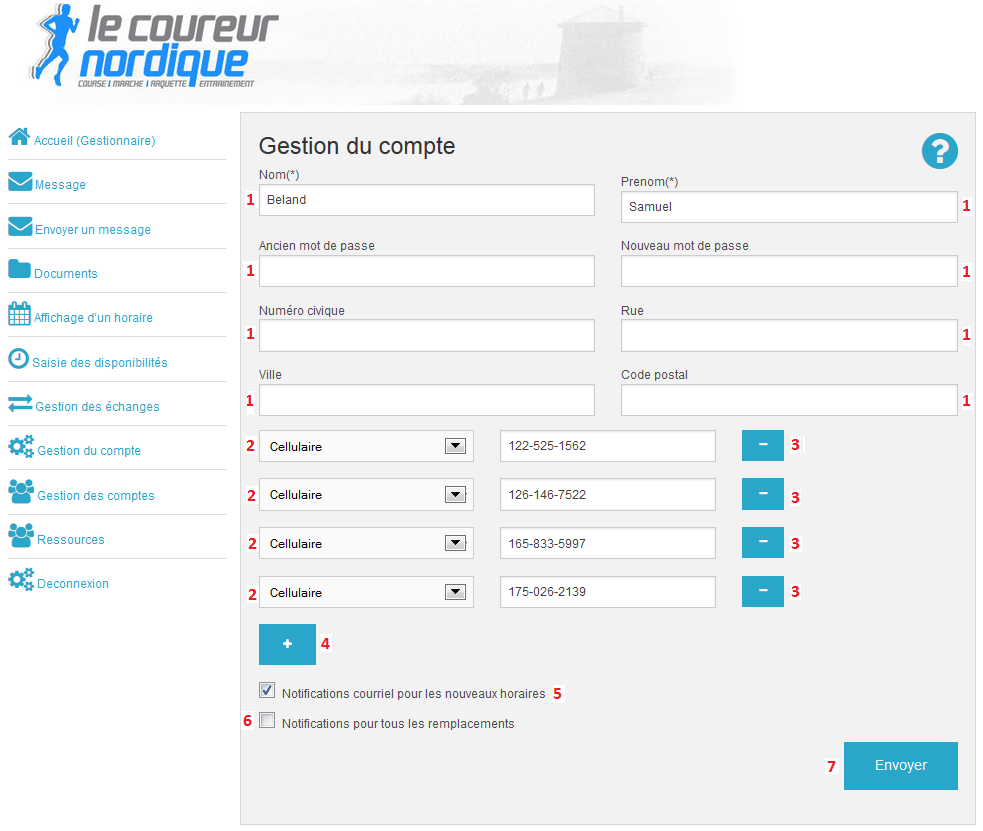 le coureur
nordique
COURSE | MARCHE | RAQUETTE | ENTRAINEMENT
Accueil (Gestionnaire)
Message
Envoyer un message
Documents
Affichage d'un horaire
Saisie des disponibilités
Gestion des échanges
Gestion du compte
Gestion des comptes
Ressources
Deconnexion
Gestion du compte
?
Nom(*) Prenom(*)
1 Beland Samuel 1
Ancien mot de passe Nouveau mot de passe
1 1
Numéro civique Rue
1 1
Ville Code postal
1 1
2 Cellulaire 122-525-1562 − 3
2 Cellulaire 126-146-7522 − 3
2 Cellulaire 165-833-5997 − 3
2 Cellulaire 175-026-2139 − 3
+ 4
Notifications courriel pour les nouveaux horaires 5
6 Notifications pour tous les remplacements
7 Envoyer